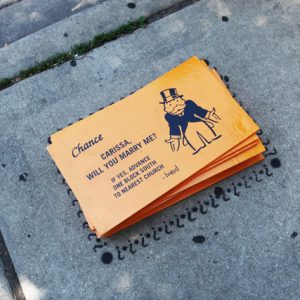 Chance
CARISSA,
WILL YOU MARRY ME?
IF YES, ADVANCE
ONE BLOCK SOUTH
TO NEAREST CHURCH